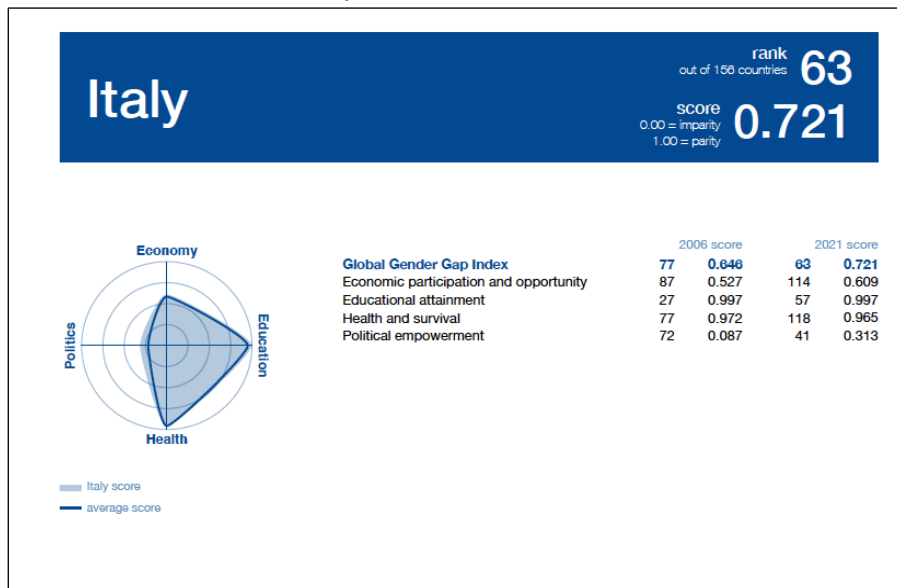 Italy
rank
out of 156 countries
63
score
0.00 = imparity
1.00 = parity
0.721
Economy
Education
Health
Politics
Italy score
average score
2006 score 2021 score
Global Gender Gap Index 77 0.646 63 0.721
Economic participation and opportunity 87 0.527 114 0.609
Educational attainment 27 0.997 57 0.997
Health and survival 77 0.972 118 0.965
Political empowerment 72 0.087 41 0.313